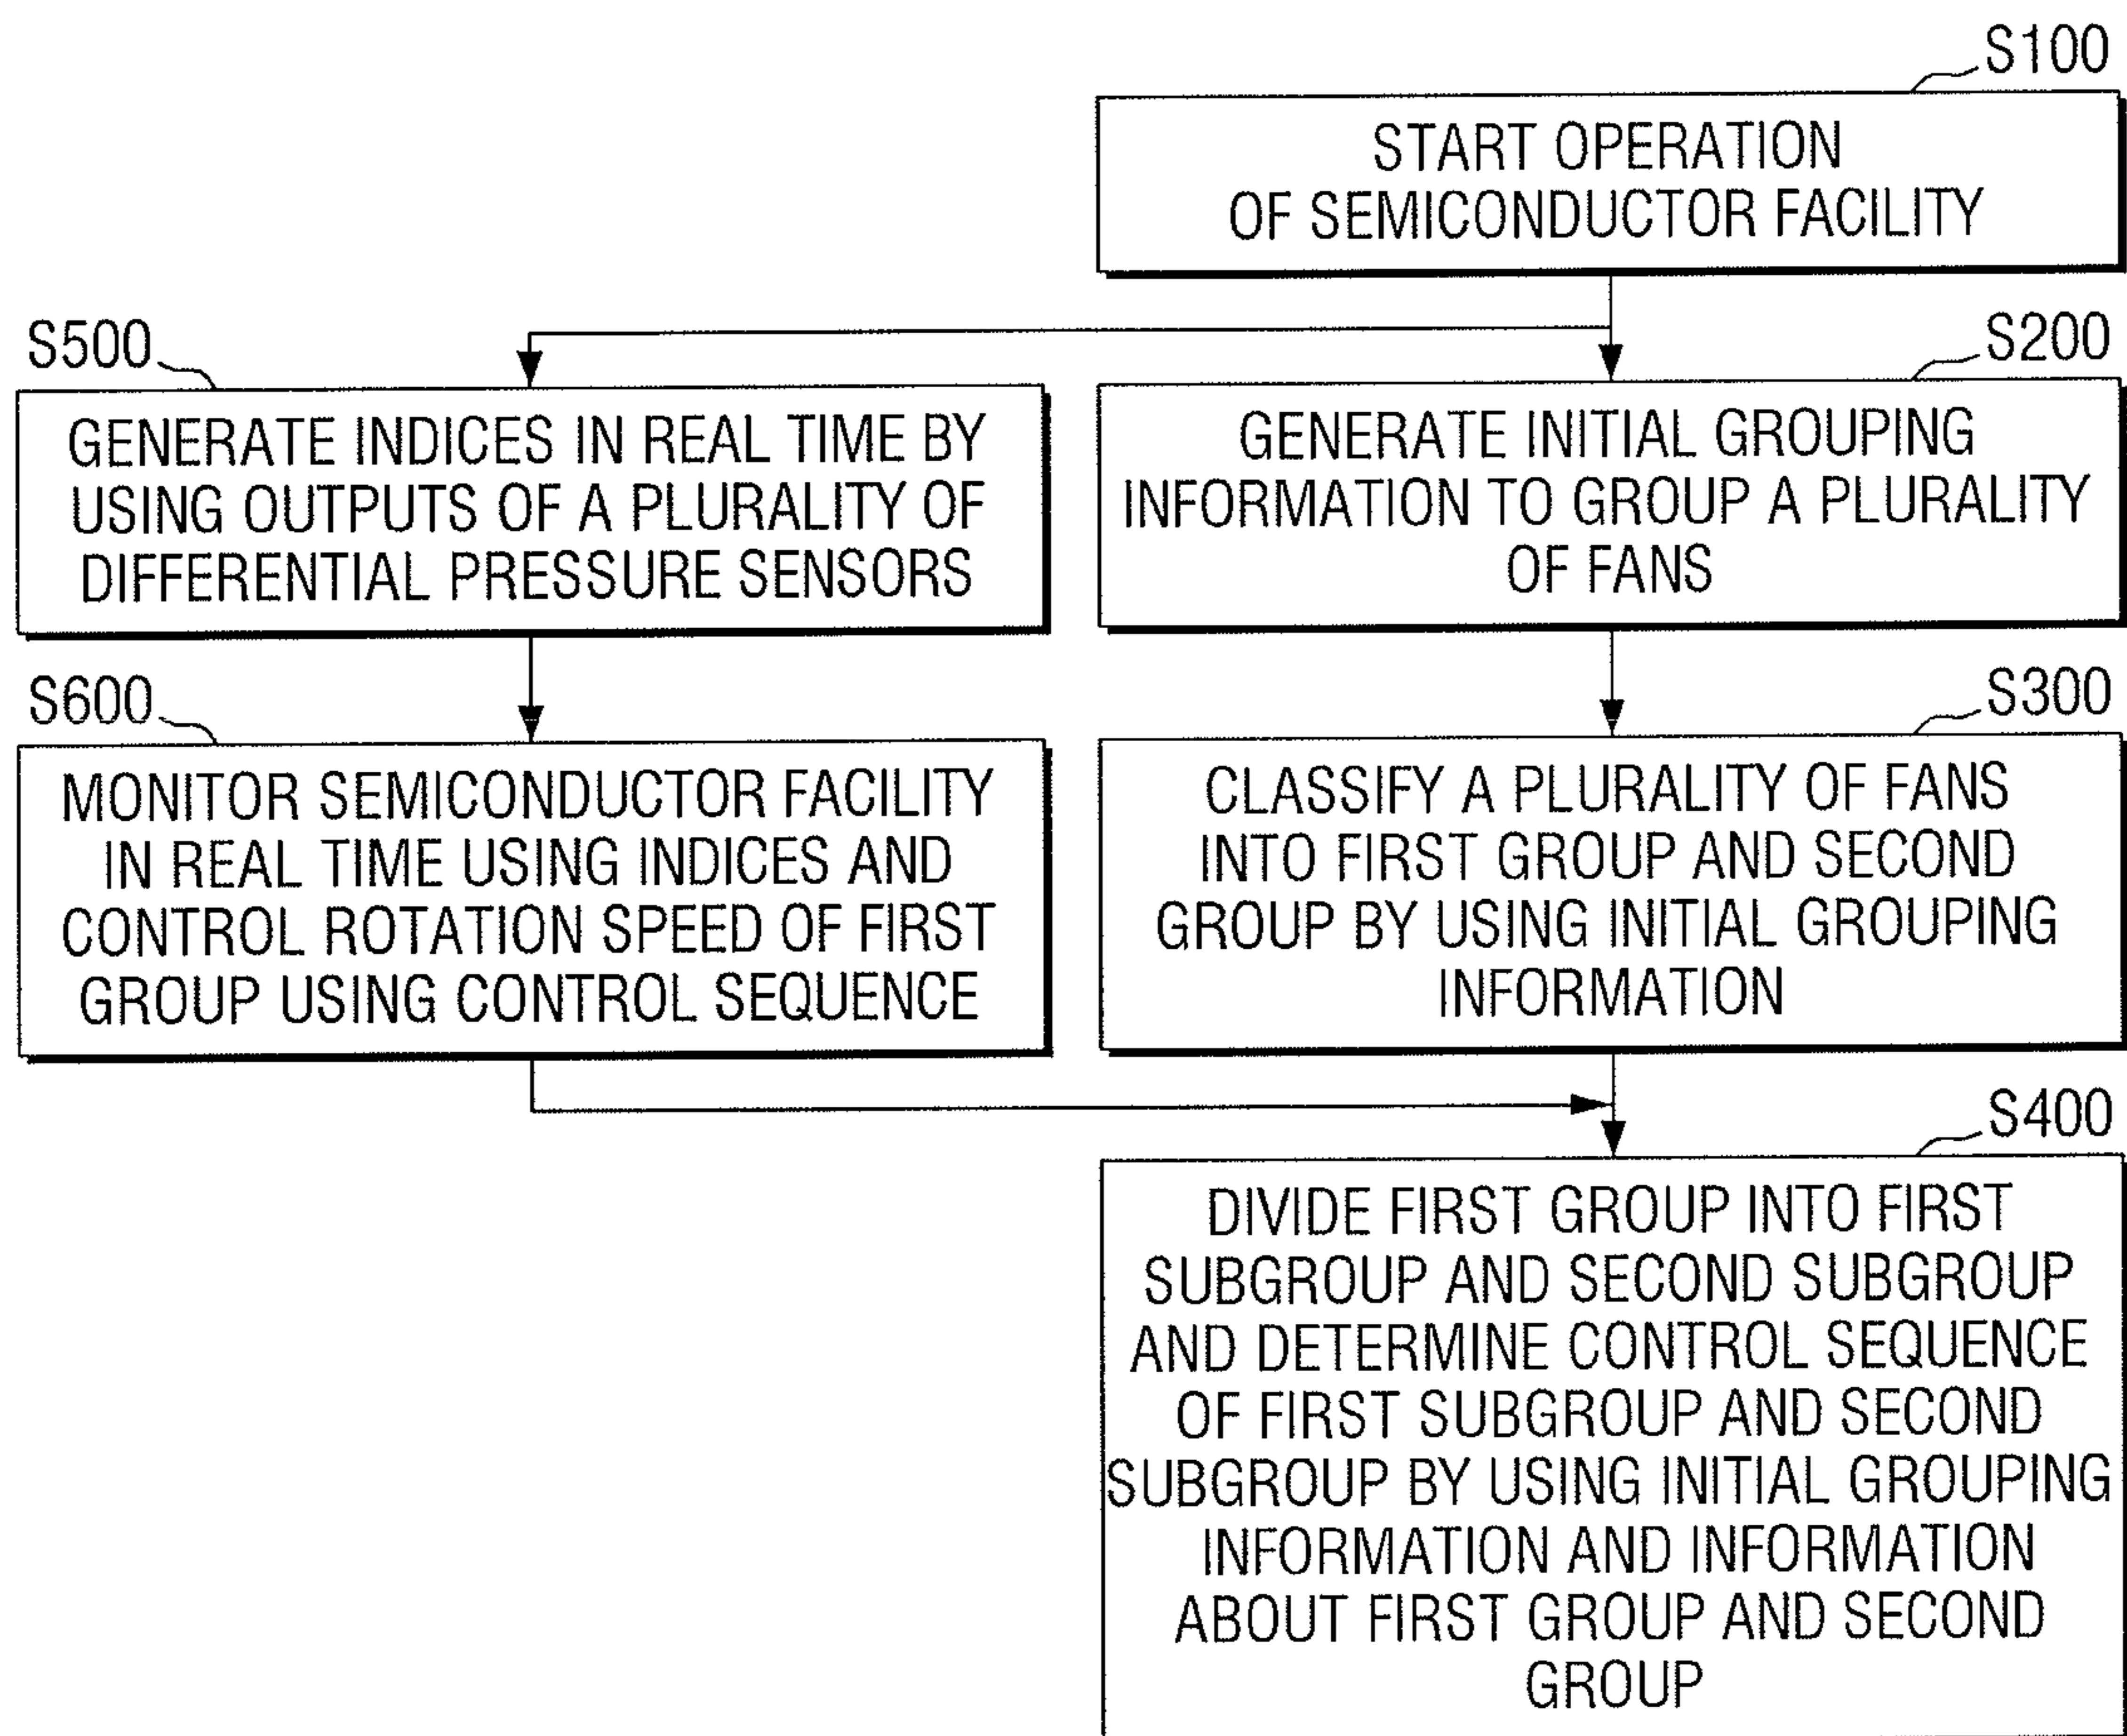 S100
START OPERATION
OF SEMICONDUCTOR FACILITY
S500
GENERATE INDICES IN REAL TIME BY
USING OUTPUTS OF A PLURALITY OF
DIFFERENTIAL PRESSURE SENSORS
S200
GENERATE INITIAL GROUPING
INFORMATION TO GROUP A PLURALITY
OF FANS
S600
MONITOR SEMICONDUCTOR FACILITY
IN REAL TIME USING INDICES AND
CONTROL ROTATION SPEED OF FIRST
GROUP USING CONTROL SEQUENCE
S300
CLASSIFY A PLURALITY OF FANS
INTO FIRST GROUP AND SECOND
GROUP BY USING INITIAL GROUPING
INFORMATION
S400
DIVIDE FIRST GROUP INTO FIRST
SUBGROUP AND SECOND SUBGROUP
AND DETERMINE CONTROL SEQUENCE
OF FIRST SUBGROUP AND SECOND
SUBGROUP BY USING INITIAL GROUPING
INFORMATION AND INFORMATION
ABOUT FIRST GROUP AND SECOND
GROUP